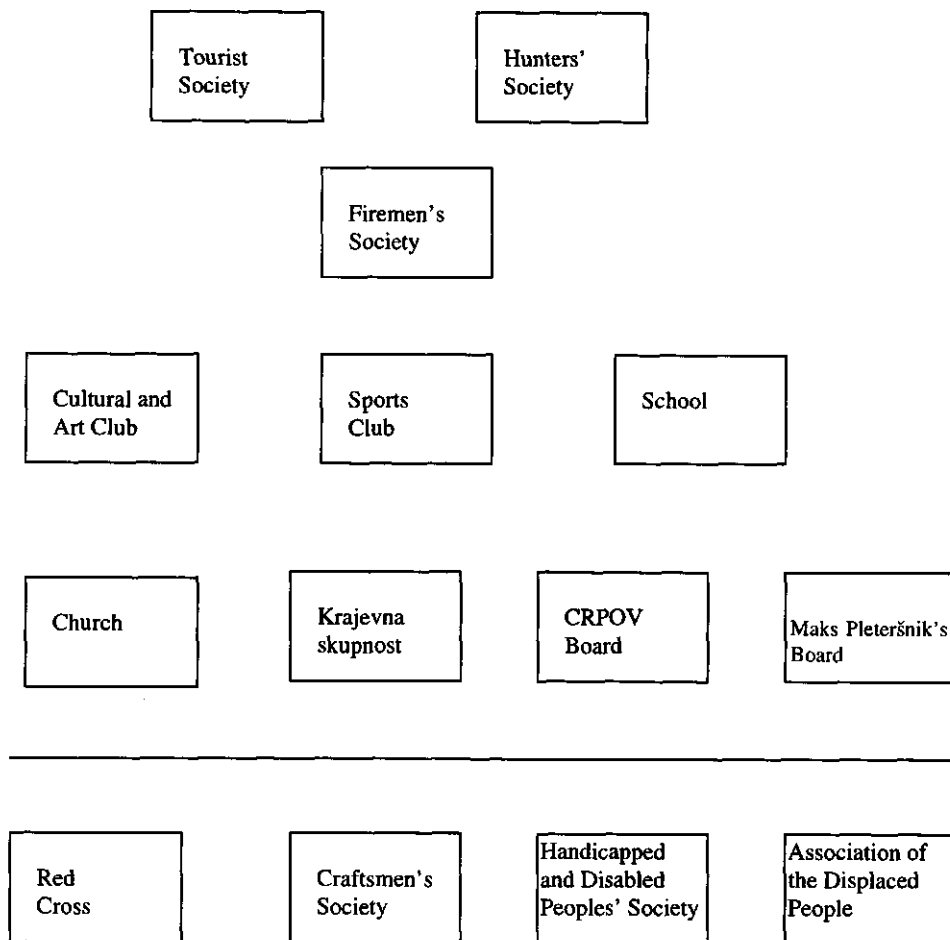 Tourist
Society
Hunters'
Society
Firemen's
Society
Cultural and
Art Club
Sports
Club
School
Church
Krajevna
skupnost
CRPOV
Board
Maks Pleteršnik's
Board
Red
Cross
Craftsmen's
Society
Handicapped
and Disabled
Peoples' Society
Association of
the Displaced
People